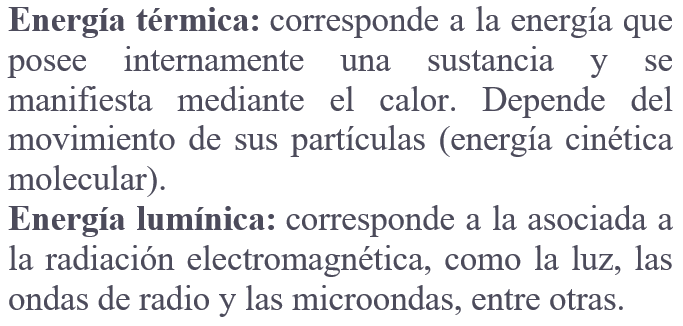 Energía térmica: corresponde a la energía que
posee internamente una sustancia y se
manifiesta mediante el calor. Depende del
movimiento de sus partículas (energía cinética
molecular).
Energía lumínica: corresponde a la asociada a
la radiación electromagnética, como la luz, las
ondas de radio y las microondas, entre otras.